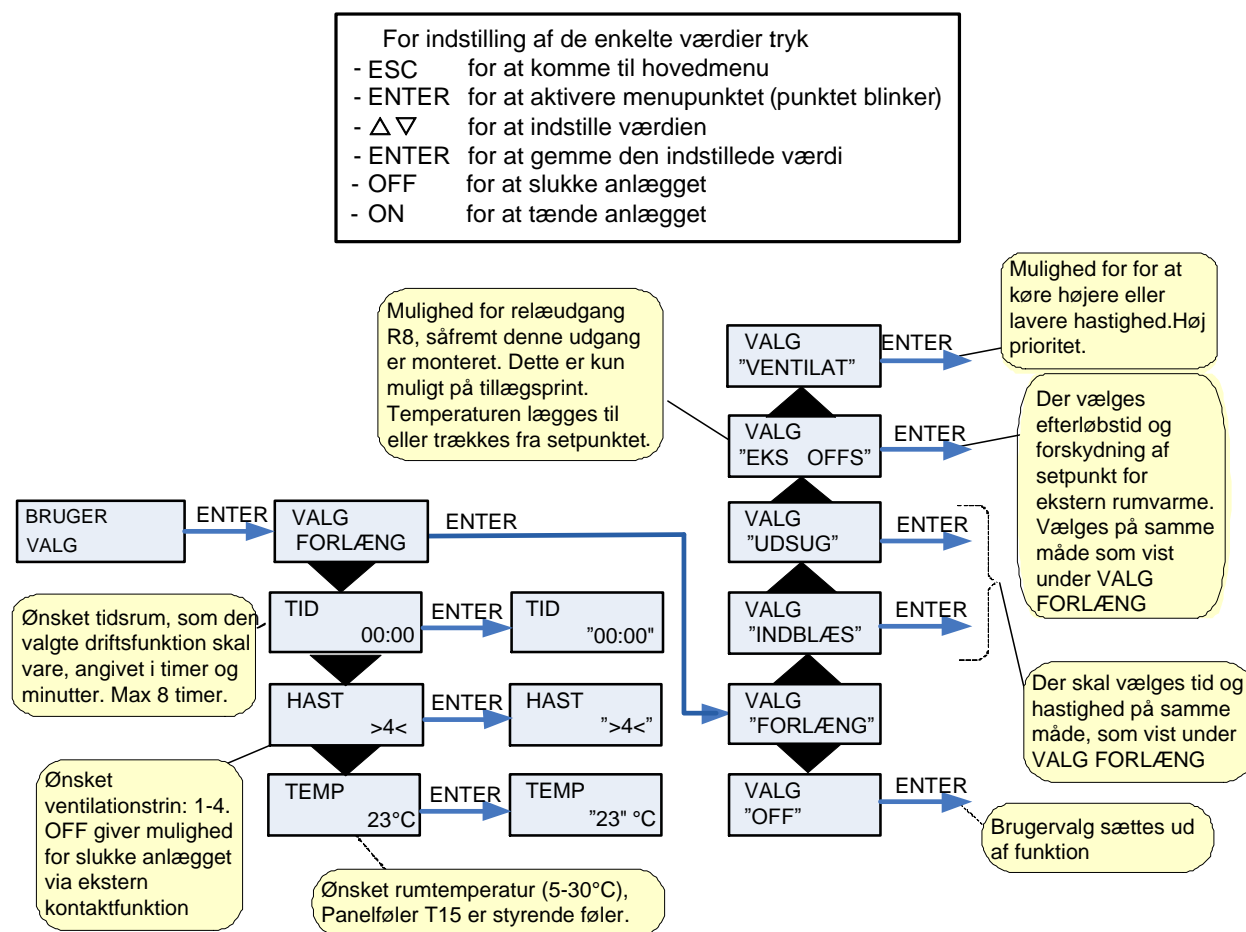 For indstilling af de enkelte værdier tryk
- ESC for at komme til hovedmenu
- ENTER for at aktivere menupunktet (punktet blinker)
- △▽ for at indstille værdien
- ENTER for at gemme den indstillede værdi
- OFF for at slukke anlægget
- ON for at tænde anlægget
Mulighed for for at
køre højere eller
lavere hastighed.Høj
prioritet.
Mulighed for relæudgang
R8, såfremt denne udgang
er monteret. Dette er kun
muligt på tillægsprint.
Temperaturen lægges til
eller trækkes fra setpunktet.
VALG
”VENTILAT”
ENTER
VALG
”EKS OFFS”
ENTER
Der vælges
efterløbstid og
forskydning af
setpunkt for
ekstern rumvarme.
Vælges på samme
måde som vist
under VALG
FORLÆNG
VALG
”UDSUG”
ENTER
VALG
”INDBLÆS”
ENTER
Der skal vælges tid og
hastighed på samme
måde, som vist under
VALG FORLÆNG
VALG
”FORLÆNG”
VALG
”OFF”
ENTER
Brugervalg sættes ud
af funktion
BRUGER
VALG
ENTER
VALG
FORLÆNG
ENTER
Ønsket tidsrum, som den
valgte driftsfunktion skal
vare, angivet i timer og
minutter. Max 8 timer.
TID
00:00
ENTER
TID
”00:00"
HAST
>4<
ENTER
HAST
”>4<”
Ønsket
ventilationstrin: 1-4.
OFF giver mulighed
for slukke anlægget
via ekstern
kontaktfunktion
TEMP
23°C
ENTER
TEMP
”23" °C
Ønsket rumtemperatur (5-30°C),
Panelføler T15 er styrende føler.